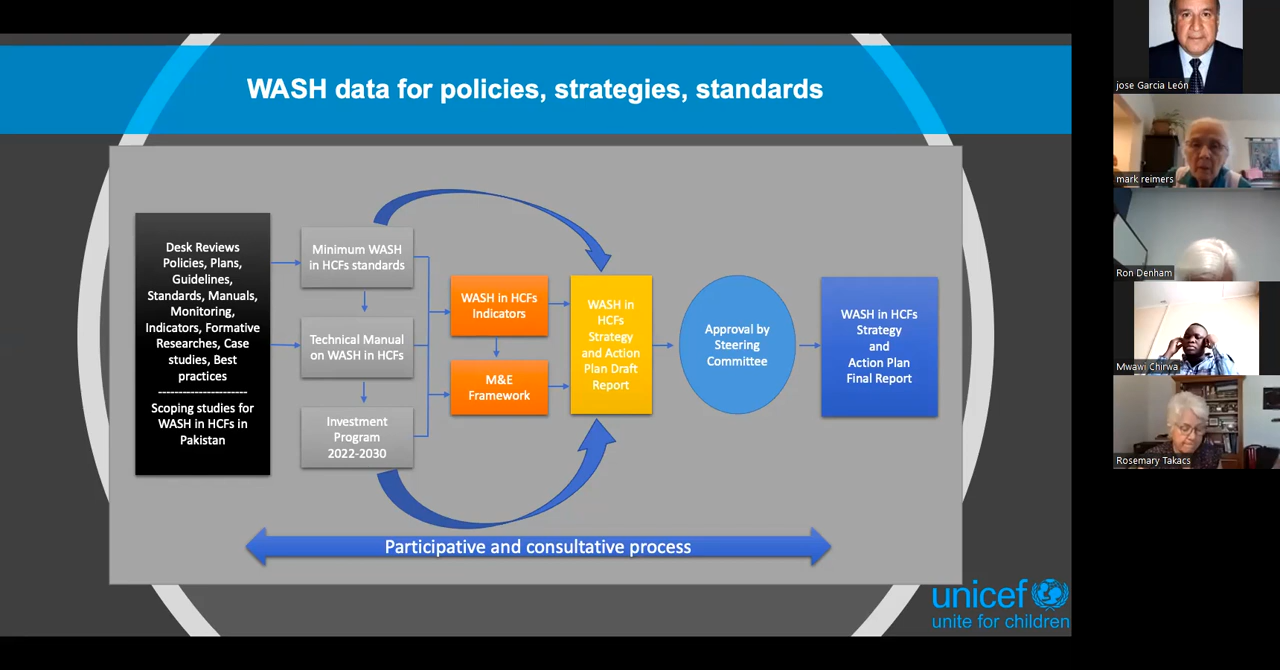 WASH data for policies, strategies, standards
Desk Reviews
Policies, Plans,
Guidelines,
Standards, Manuals,
Monitoring,
Indicators, Formative
Researches, Case
studies, Best
practices
-----------------------
Scoping studies for
WASH in HCFs in
Pakistan
Minimum WASH
in HCFs standards
Technical Manual
on WASH in HCFs
Investment
Program
2022-2030
WASH in HCFs
Indicators
M&E
Framework
WASH in
HCFs
Strategy
and Action
Plan Draft
Report
Approval by
Steering
Committee
WASH in HCFs
Strategy
and
Action Plan
Final Report
Participative and consultative process
unicef
unite for children
jose Garcia León
mark reimers
Ron Denham
Mwawi Chirwa
Rosemary Takacs